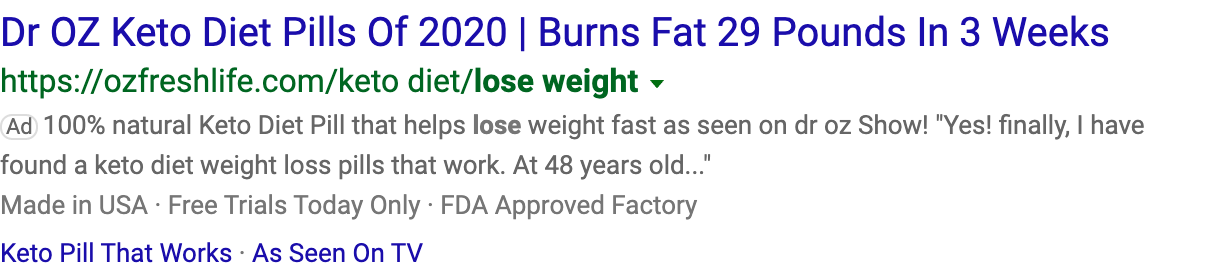 Dr OZ Keto Diet Pills Of 2020 | Burns Fat 29 Pounds In 3 Weeks
https://ozfreshlife.com/keto diet/lose weight
Ad 100% natural Keto Diet Pill that helps lose weight fast as seen on dr oz Show! "Yes! finally, I have
found a keto diet weight loss pills that work. At 48 years old..."
Made in USA · Free Trials Today Only · FDA Approved Factory
Keto Pill That Works · As Seen On TV